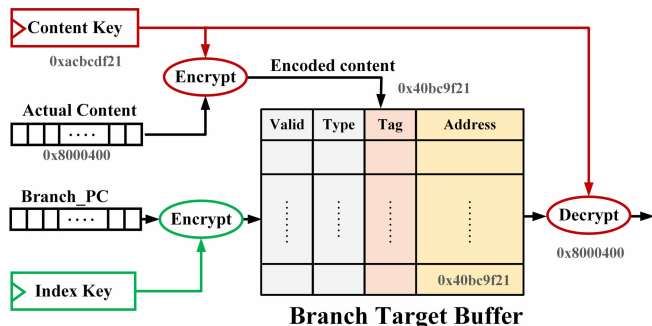 Content Key
0xacbcdf21
Encrypt
Encoded content
0x40bc9f21
Actual Content
....
0x8000400
Valid Type Tag Address
Branch_PC
....
Encrypt
...... ...... ...... ......
Decrypt
0x8000400
Index Key
0x40bc9f21
Branch Target Buffer